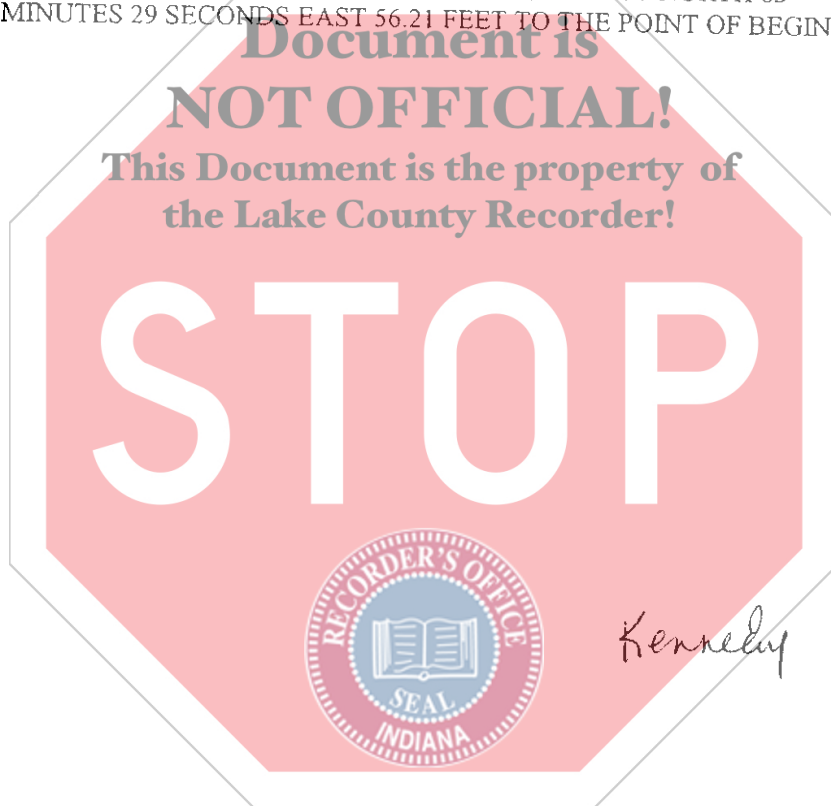 MINUTES 29 SECONDS EAST 56.21 FEET TO THE POINT OF BEGIN
Document is
NOT OFFICIAL!
This Document is the property of
the Lake County Recorder!
STOP
RECORDER'S OFFICE
SEAL
INDIANA
Kennedy